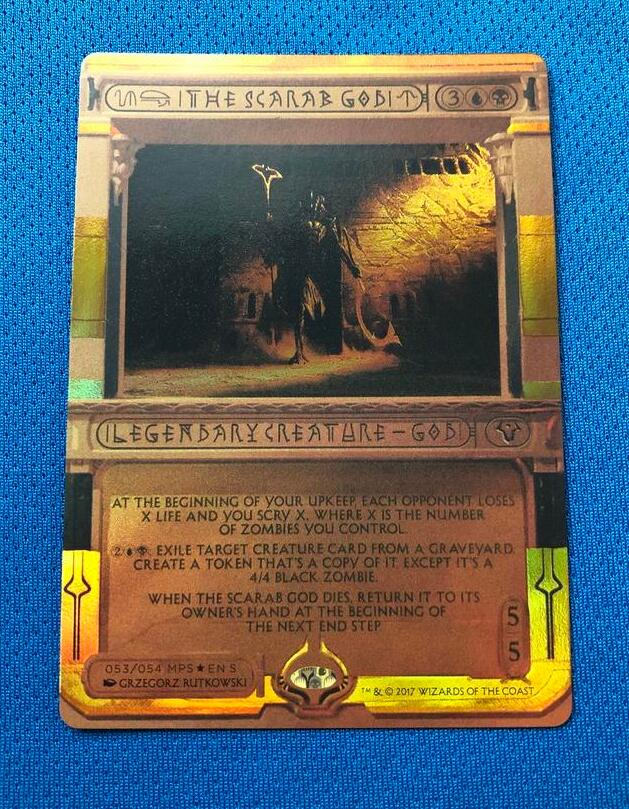 THE SCARAB GOD 3
LEGENDARY CREATURE – GOD
AT THE BEGINNING OF YOUR UPKEEP, EACH OPPONENT LOSES
X LIFE AND YOU SCRY X, WHERE X IS THE NUMBER
OF ZOMBIES YOU CONTROL.
2: EXILE TARGET CREATURE CARD FROM A GRAVEYARD.
CREATE A TOKEN THAT'S A COPY OF IT, EXCEPT IT'S A
4/4 BLACK ZOMBIE.
WHEN THE SCARAB GOD DIES, RETURN IT TO ITS
OWNER'S HAND AT THE BEGINNING OF
THE NEXT END STEP.
5
5
053/054 MPS★EN S
GRZEGORZ RUTKOWSKI
™ & © 2017 WIZARDS OF THE COAST